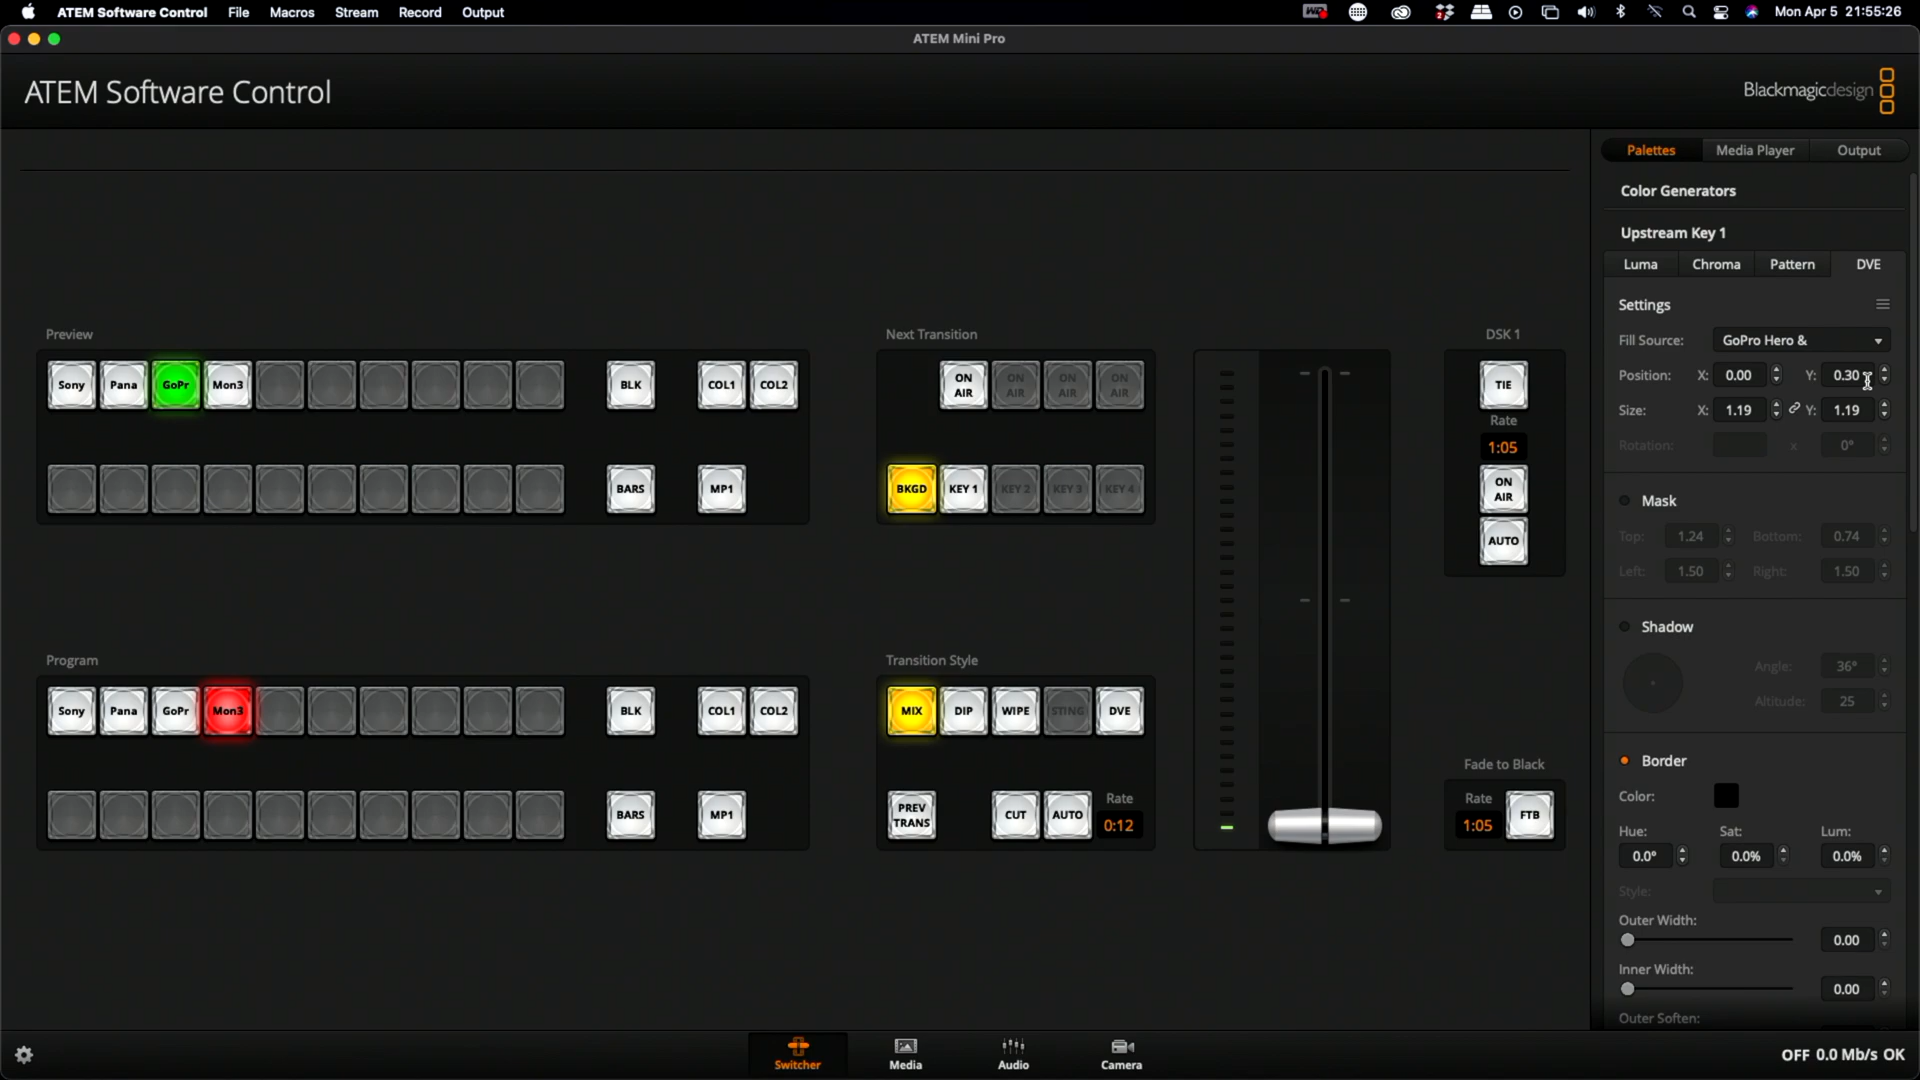 ATEM Software Control File Macros Stream Record Output
2
Mon Apr 5 21:55:26
ATEM Mini Pro
ATEM Software Control
Blackmagicdesign
Palettes Media Player Output
Color Generators
Upstream Key 1
Luma Chroma Pattern DVE
Settings
Fill Source: GoPro Hero &
Position: X: 0.00 Y: 0.30
Size: X: 1.19 Y: 1.19
Rotation: x 0°
Mask
Top: 1.24 Bottom: 0.74
Left: 1.50 Right: 1.50
Shadow
Angle: 36°
Altitude: 25
Border
Color:
Hue: Sat: Lum:
0.0° 0.0% 0.0%
Style:
Outer Width:
0.00
Inner Width:
0.00
Outer Soften:
Preview
Sony Pana GoPr Mon3 BLK COL1 COL2
BARS MP1
Next Transition
ON AIR ON AIR ON AIR ON AIR
BKGD KEY 1 KEY 2 KEY 3 KEY 4
DSK 1
TIE
Rate
1:05
ON AIR
AUTO
Program
Sony Pana GoPr Mon3 BLK COL1 COL2
BARS MP1
Transition Style
MIX DIP WIPE STING DVE
PREV TRANS CUT AUTO
Rate
0:12
Fade to Black
Rate
1:05 FTB
Switcher Media Audio Camera
OFF 0.0 Mb/s OK